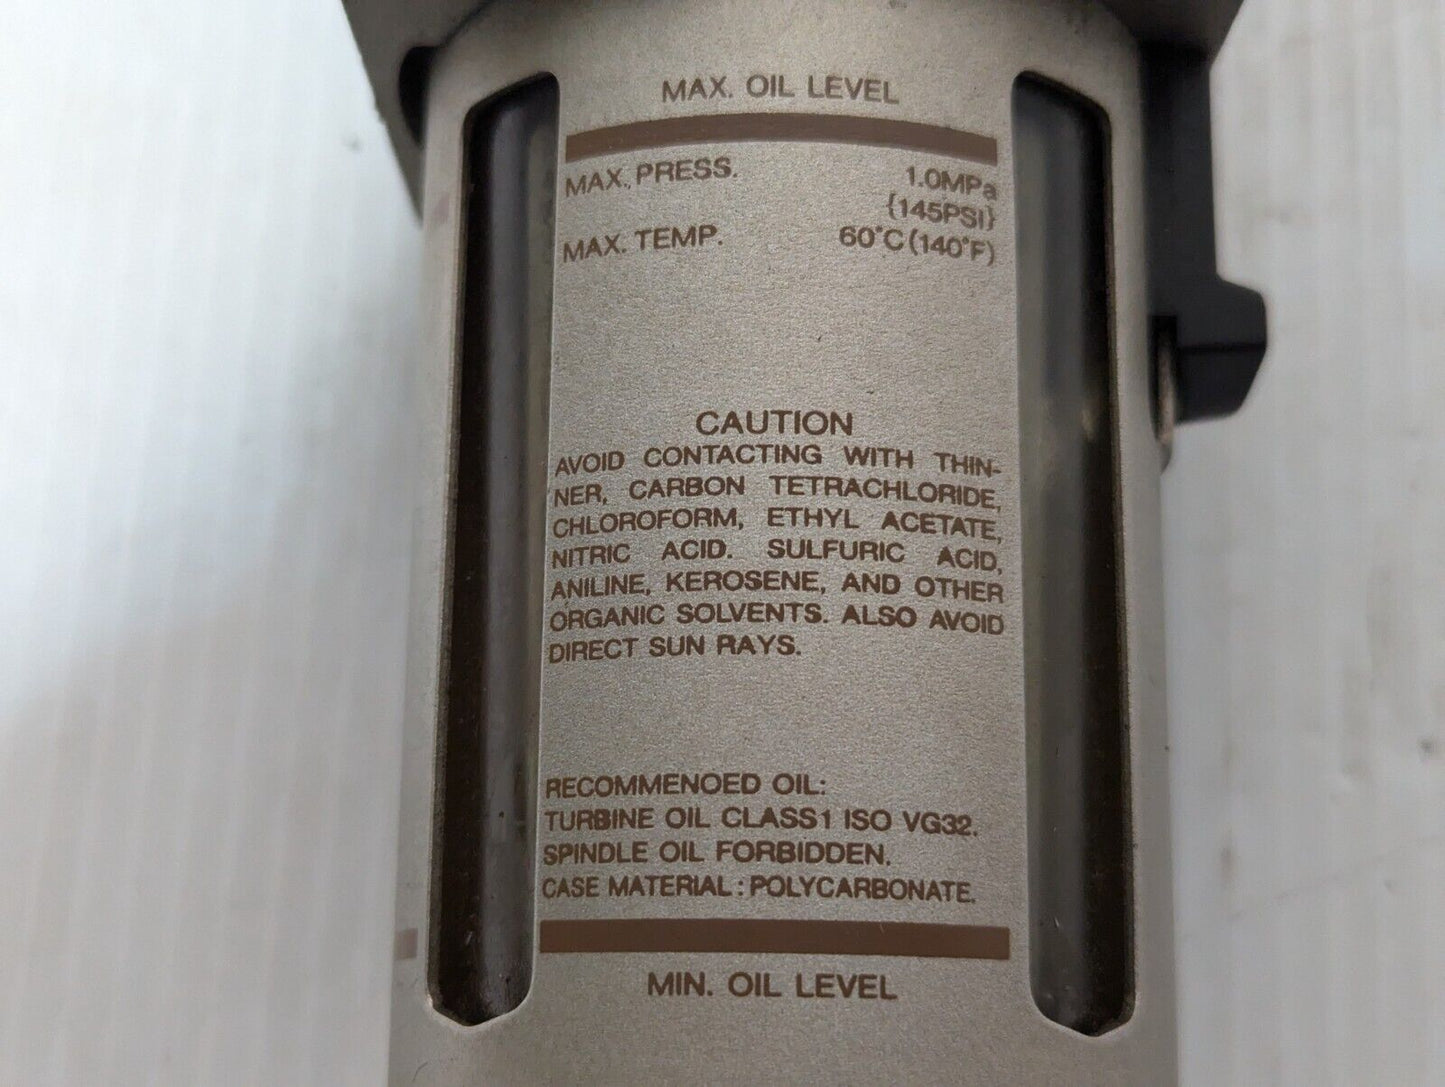 MAX. OIL LEVEL
MAX. PRESS. 1.0MPa
{145PSI}
MAX. TEMP. 60°C (140°F)
CAUTION
AVOID CONTACTING WITH THIN-
NER, CARBON TETRACHLORIDE,
CHLOROFORM, ETHYL ACETATE,
NITRIC ACID. SULFURIC ACID,
ANILINE, KEROSENE, AND OTHER
ORGANIC SOLVENTS. ALSO AVOID
DIRECT SUN RAYS.
RECOMMENOED OIL:
TURBINE OIL CLASS1 ISO VG32.
SPINDLE OIL FORBIDDEN.
CASE MATERIAL : POLYCARBONATE.
MIN. OIL LEVEL